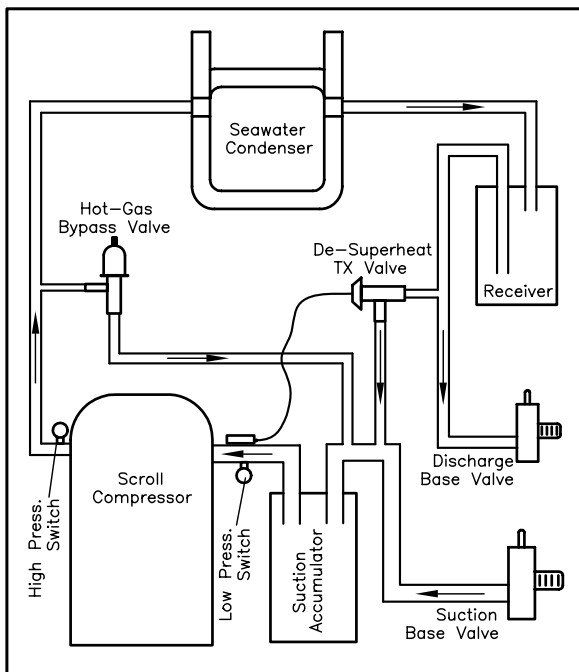 Seawater
Condenser
Hot-Gas
Bypass Valve
De-Superheat
TX Valve
Receiver
Discharge
Base Valve
Scroll
Compressor
High Press.
Switch
Low Press.
Switch
Suction
Accumulator
Suction
Base Valve